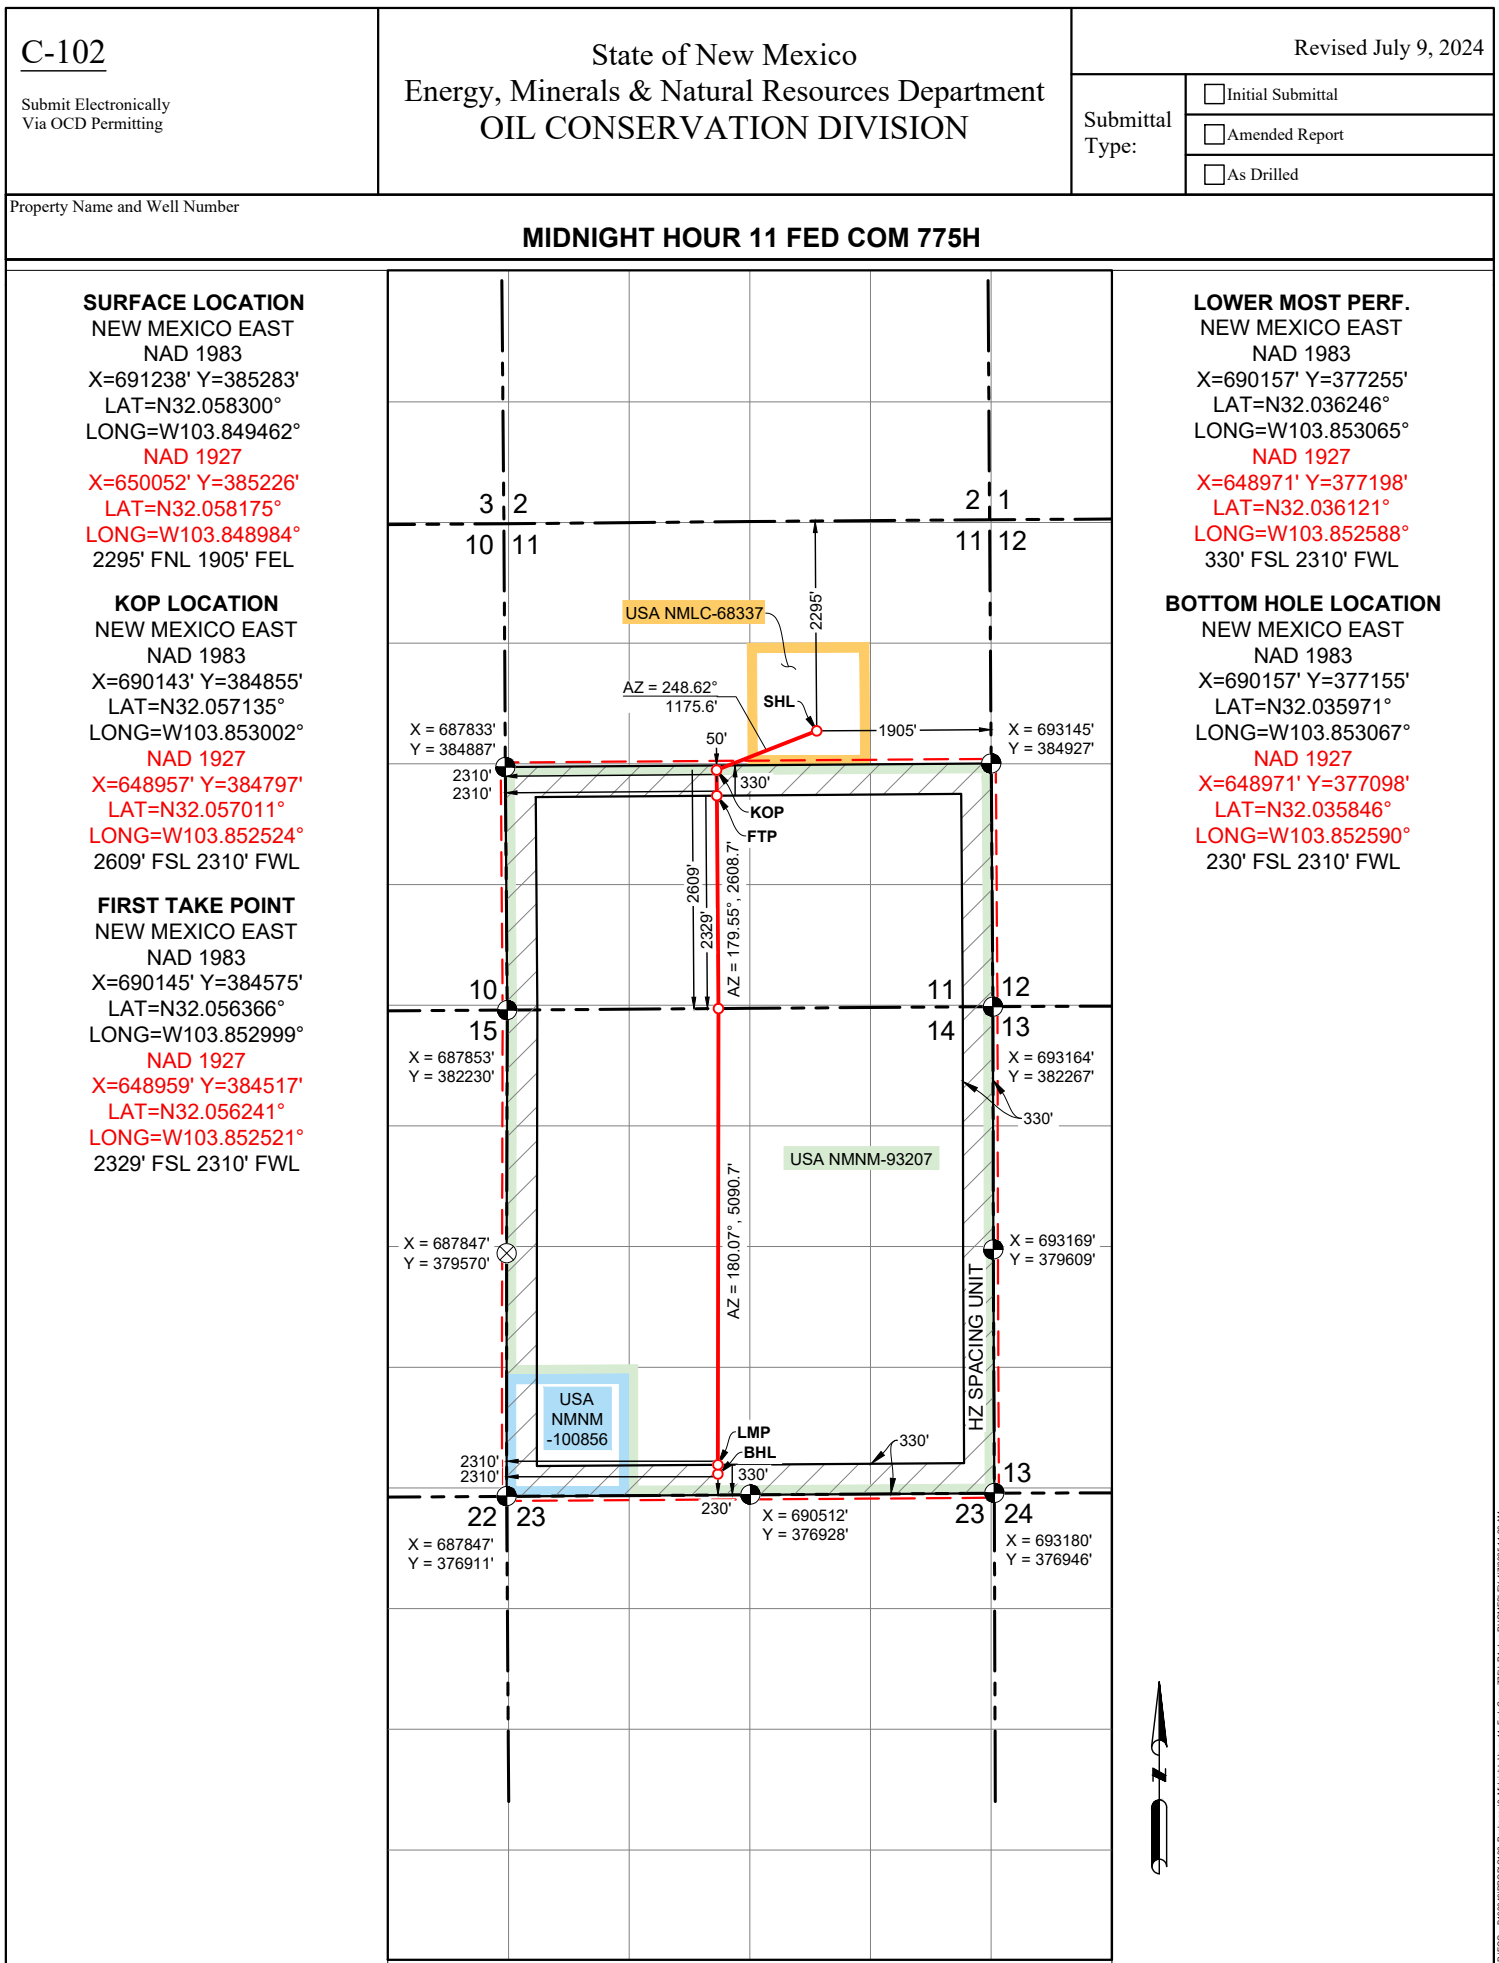 C-102
Submit Electronically
Via OCD Permitting
State of New Mexico
Energy, Minerals & Natural Resources Department
OIL CONSERVATION DIVISION
Revised July 9, 2024
Submittal
Type:
Initial Submittal
Amended Report
As Drilled
Property Name and Well Number
MIDNIGHT HOUR 11 FED COM 775H
SURFACE LOCATION
NEW MEXICO EAST
NAD 1983
X=691238' Y=385283'
LAT=N32.058300°
LONG=W103.849462°
NAD 1927
X=650052' Y=385226'
LAT=N32.058175°
LONG=W103.848984°
2295' FNL 1905' FEL
KOP LOCATION
NEW MEXICO EAST
NAD 1983
X=690143' Y=384855'
LAT=N32.057135°
LONG=W103.853002°
NAD 1927
X=648957' Y=384797'
LAT=N32.057011°
LONG=W103.852524°
2609' FSL 2310' FWL
FIRST TAKE POINT
NEW MEXICO EAST
NAD 1983
X=690145' Y=384575'
LAT=N32.056366°
LONG=W103.852999°
NAD 1927
X=648959' Y=384517'
LAT=N32.056241°
LONG=W103.852521°
2329' FSL 2310' FWL
3 2
2 1
10 11
11 12
2295'
USA NMLC-68337
AZ = 248.62°
1175.6'
SHL
1905'
50'
X = 687833'
Y = 384887'
X = 693145'
Y = 384927'
2310'
2310'
330'
KOP
FTP
2609'
2329'
AZ = 179.55°, 2608.7'
10
11
12
15
14
13
X = 687853'
Y = 382230'
X = 693164'
Y = 382267'
330'
USA NMNM-93207
AZ = 180.07°, 5090.7'
X = 687847'
Y = 379570'
X = 693169'
Y = 379609'
HZ SPACING UNIT
USA
NMNM
-100856
LMP
BHL
330'
2310'
2310'
330'
230'
13
22 23
23 24
X = 690512'
Y = 376928'
X = 687847'
Y = 376911'
X = 693180'
Y = 376946'
LOWER MOST PERF.
NEW MEXICO EAST
NAD 1983
X=690157' Y=377255'
LAT=N32.036246°
LONG=W103.853065°
NAD 1927
X=648971' Y=377198'
LAT=N32.036121°
LONG=W103.852588°
330' FSL 2310' FWL
BOTTOM HOLE LOCATION
NEW MEXICO EAST
NAD 1983
X=690157' Y=377155'
LAT=N32.035971°
LONG=W103.853067°
NAD 1927
X=648971' Y=377098'
LAT=N32.035846°
LONG=W103.852590°
230' FSL 2310' FWL
N